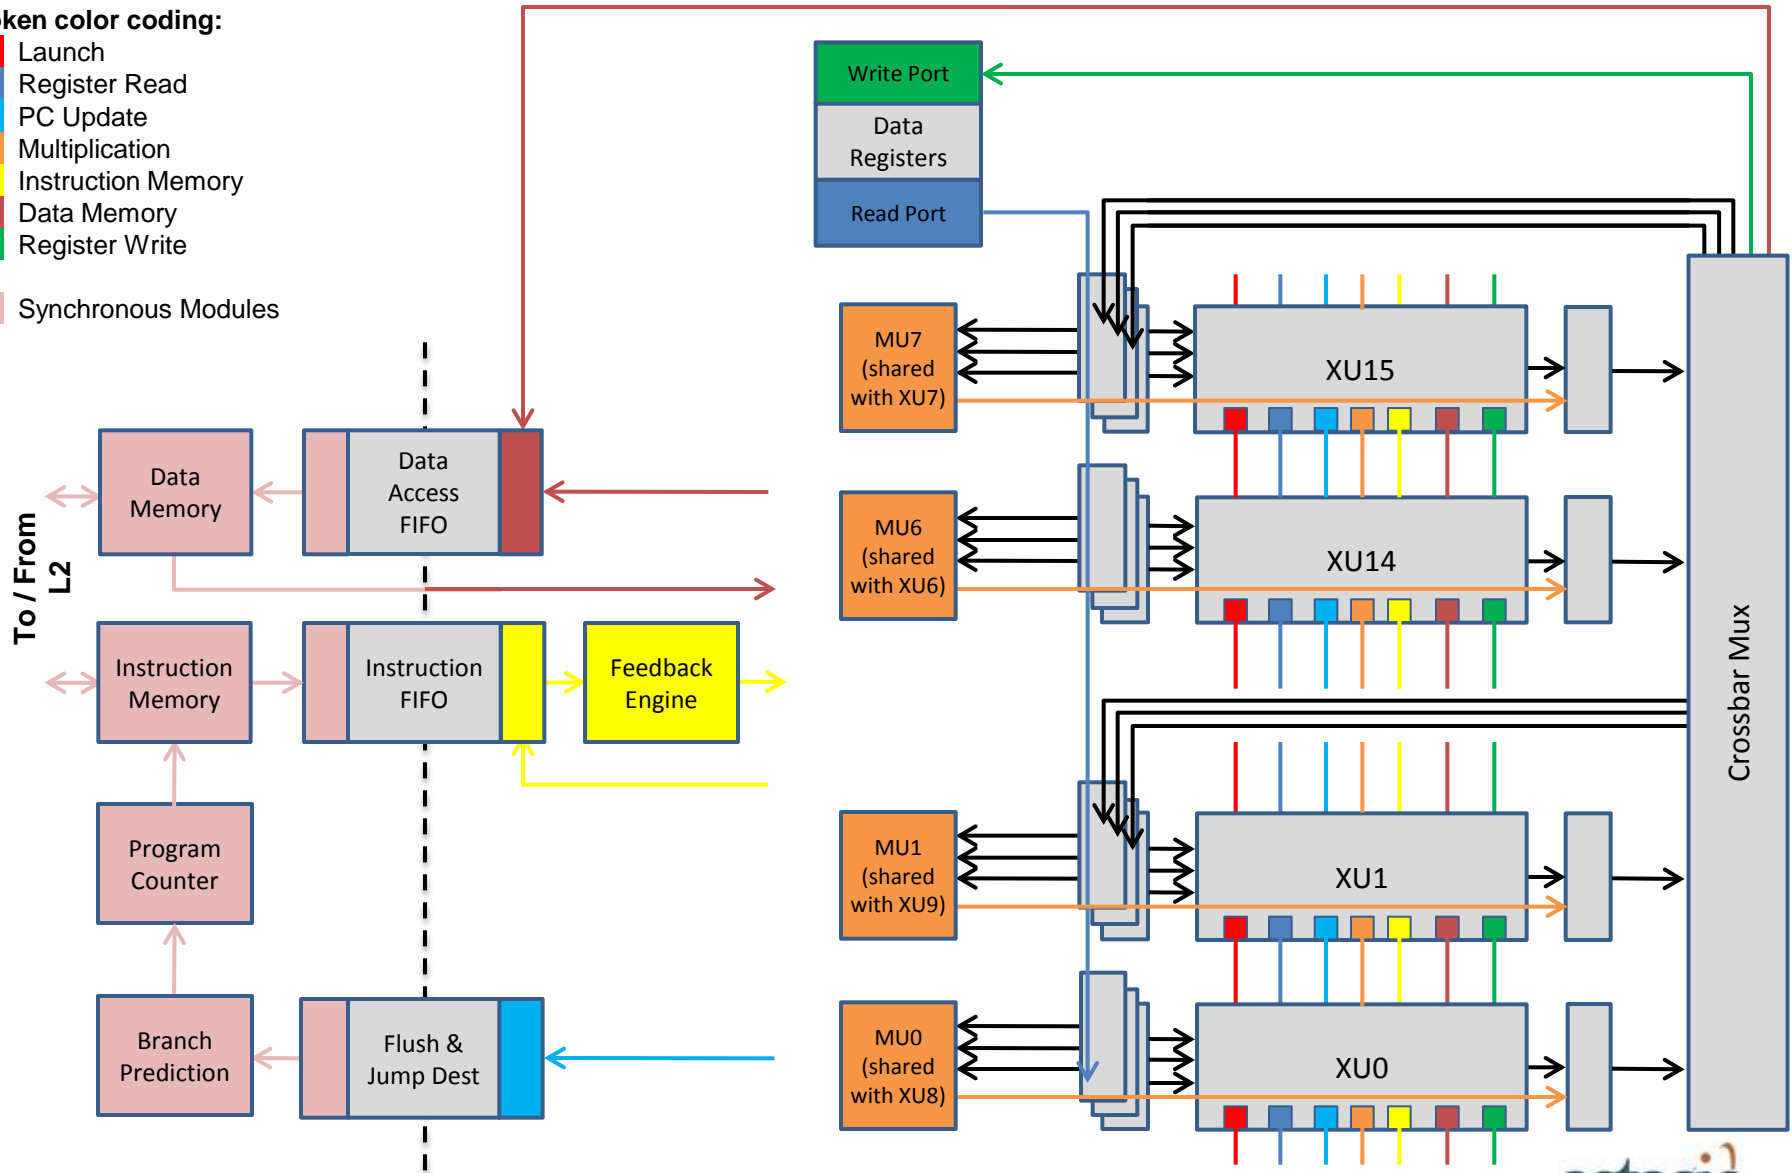 ken color coding:
Launch
Register Read
PC Update
Multiplication
Instruction Memory
Data Memory
Register Write
Synchronous Modules
Write Port
Data
Registers
Read Port
MU7
(shared
with XU7)
XU15
Data
Memory
Data
Access
FIFO
MU6
(shared
with XU6)
XU14
To / From
L2
Instruction
Memory
Instruction
FIFO
Feedback
Engine
Crossbar Mux
Program
Counter
MU1
(shared
with XU9)
XU1
Branch
Prediction
Flush &
Jump Dest
MU0
(shared
with XU8)
XU0